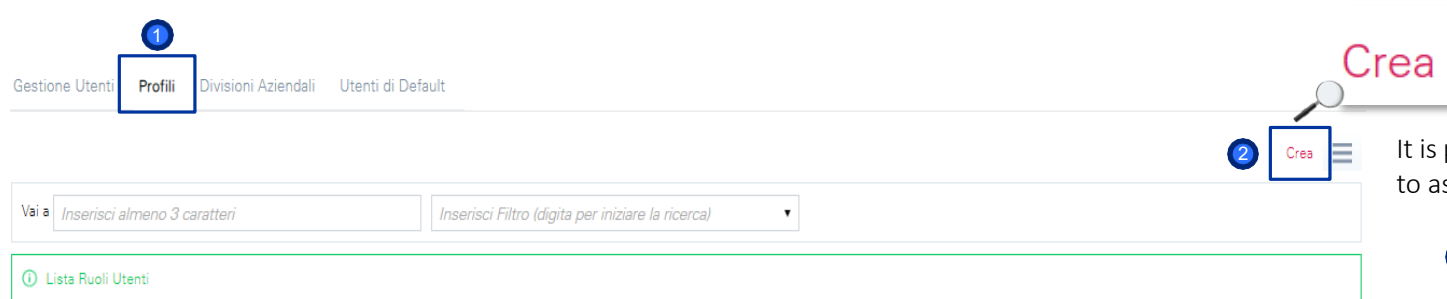 1
Gestione Utenti Profili Divisioni Aziendali Utenti di Default
Crea
2 Crea
It is
to
Vai a Inserisci almeno 3 caratteri Inserisci Filtro (digita per iniziare la ricerca)
Lista Ruoli Utenti